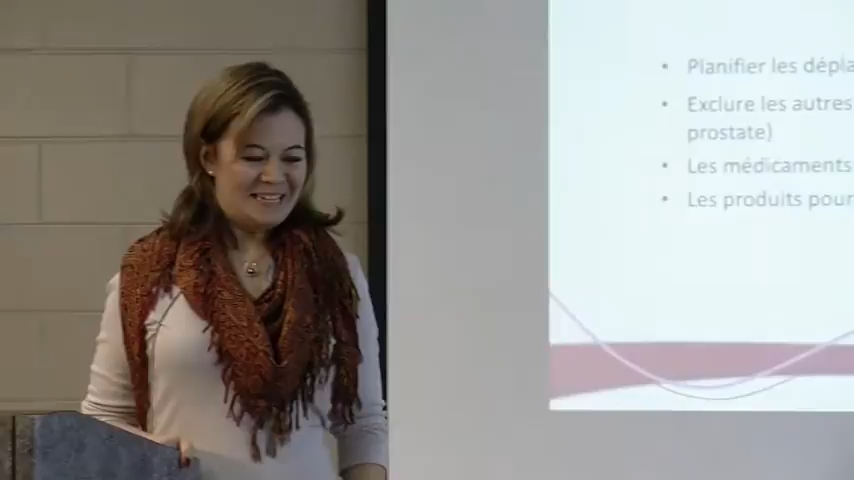 • Planifier les dépla
• Exclure les autres
prostate)
• Les médicaments
• Les produits pour